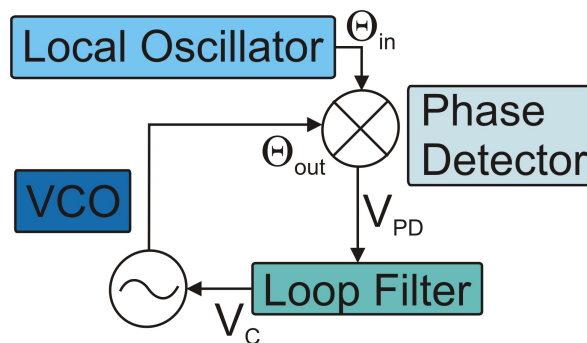 Local Oscillator
Θin
Phase
Detector
Θout
VCO
VPD
Loop Filter
VC